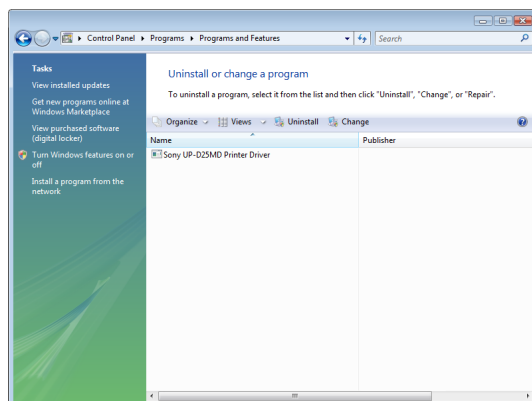 Control Panel ▸ Programs ▸ Programs and Features
Search
Tasks
View installed updates
Get new programs online at
Windows Marketplace
View purchased software
(digital locker)
Turn Windows features on or
off
Install a program from the
network
Uninstall or change a program
To uninstall a program, select it from the list and then click "Uninstall", "Change", or "Repair".
Organize Views Uninstall Change
Name Publisher
Sony UP-D25MD Printer Driver